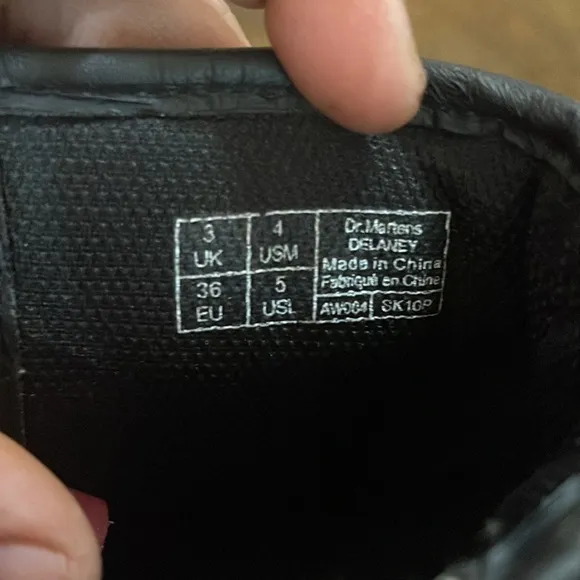 3 UK
4 USM
36 EU
5 USL
Dr.Martens
DELANEY
Made in China
Fabriqué en Chine
AW004 SK10P